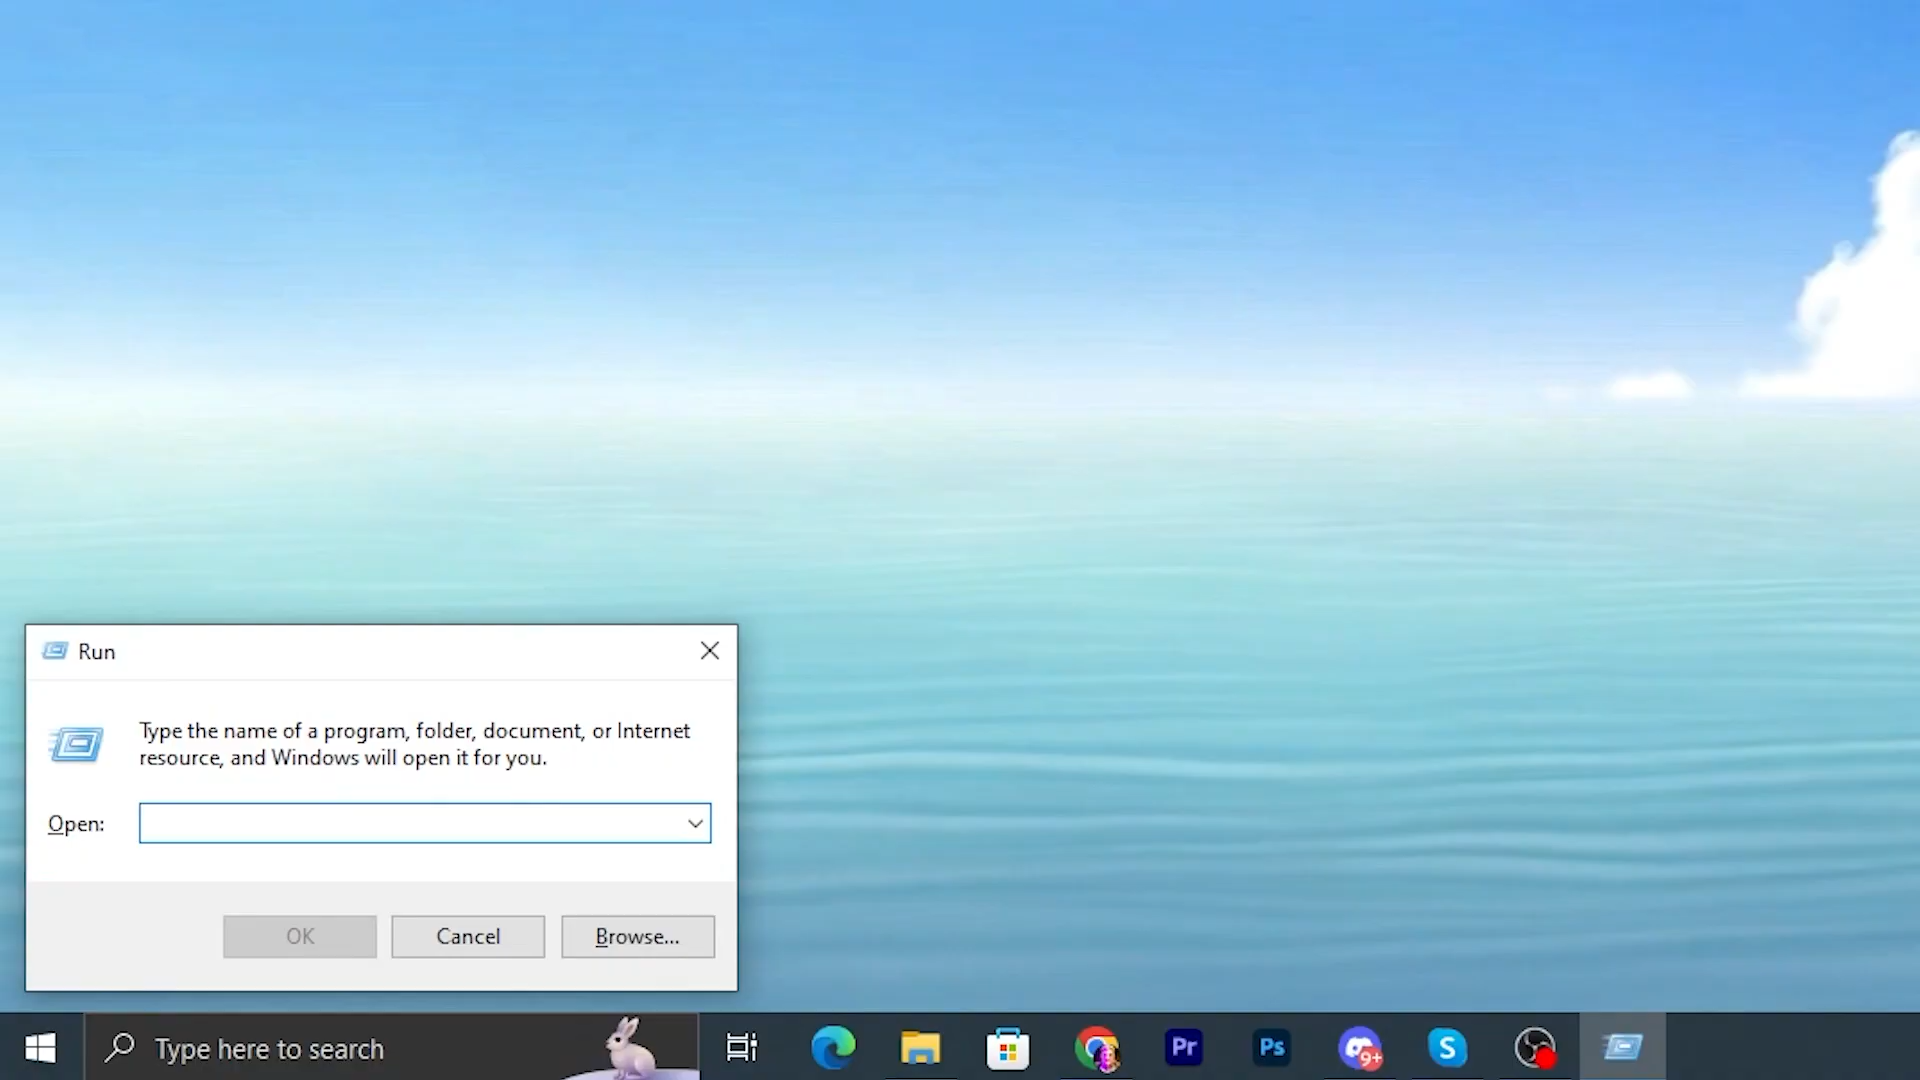 Run
Type the name of a program, folder, document, or Internet
resource, and Windows will open it for you.
Open:
OK
Cancel
Browse...
Type here to search
Pr
Ps
9+
S